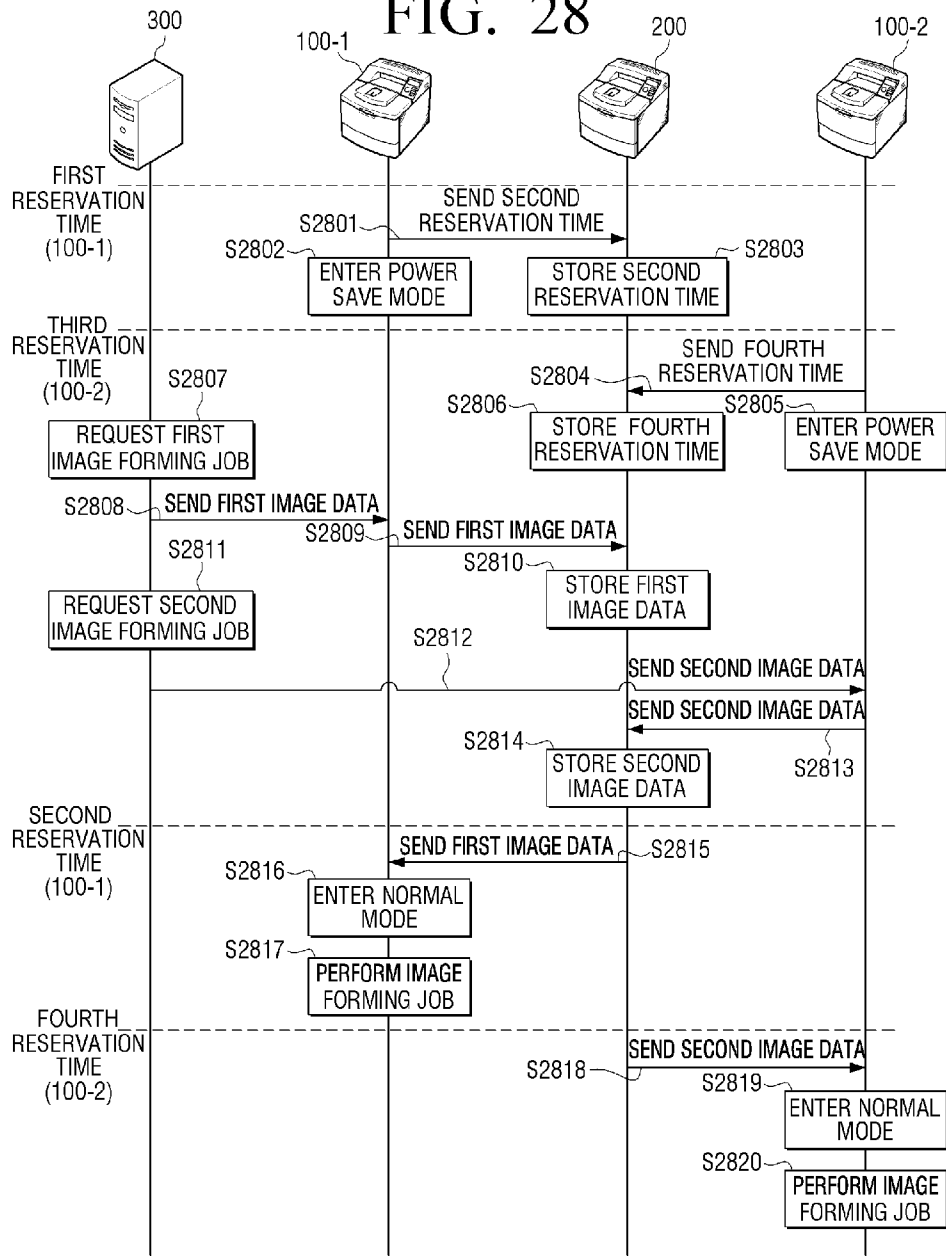 FIG. 28
300
100-1
200
100-2
FIRST
RESERVATION
TIME
(100-1)
SEND SECOND
RESERVATION TIME
S2801
S2802
ENTER POWER
SAVE MODE
S2803
STORE SECOND
RESERVATION TIME
THIRD
RESERVATION
TIME
(100-2)
SEND FOURTH
RESERVATION TIME
S2804
S2805
ENTER POWER
SAVE MODE
S2806
STORE FOURTH
RESERVATION TIME
S2807
REQUEST FIRST
IMAGE FORMING JOB
S2808
SEND FIRST IMAGE DATA
S2809
SEND FIRST IMAGE DATA
S2810
STORE FIRST
IMAGE DATA
S2811
REQUEST SECOND
IMAGE FORMING JOB
S2812
SEND SECOND IMAGE DATA
SEND SECOND IMAGE DATA
S2813
S2814
STORE SECOND
IMAGE DATA
SECOND
RESERVATION
TIME
(100-1)
SEND FIRST IMAGE DATA
S2815
S2816
ENTER NORMAL
MODE
S2817
PERFORM IMAGE
FORMING JOB
FOURTH
RESERVATION
TIME
(100-2)
SEND SECOND IMAGE DATA
S2818
S2819
ENTER NORMAL
MODE
S2820
PERFORM IMAGE
FORMING JOB